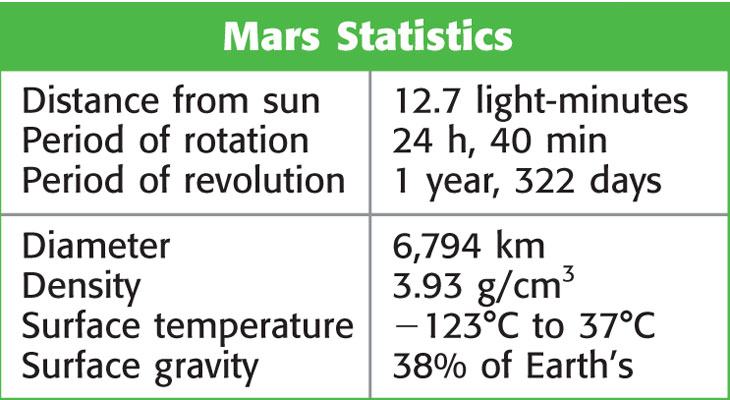 Mars Statistics
Distance from sun 12.7 light-minutes
Period of rotation 24 h, 40 min
Period of revolution 1 year, 322 days
Diameter 6,794 km
Density 3.93 g/cm³
Surface temperature −123°C to 37°C
Surface gravity 38% of Earth’s